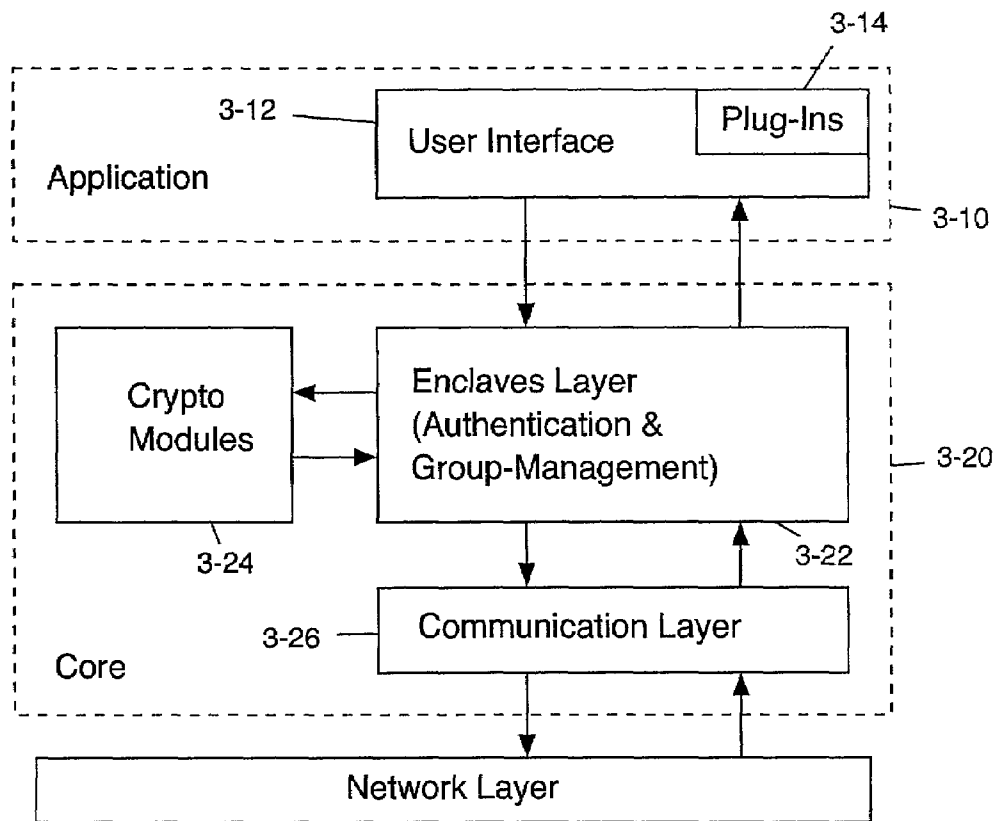 3-14
3-12
Plug-Ins
User Interface
Application
3-10
Crypto
Modules
Enclaves Layer
(Authentication &
Group-Management)
3-20
3-24
3-22
3-26
Communication Layer
Core
Network Layer